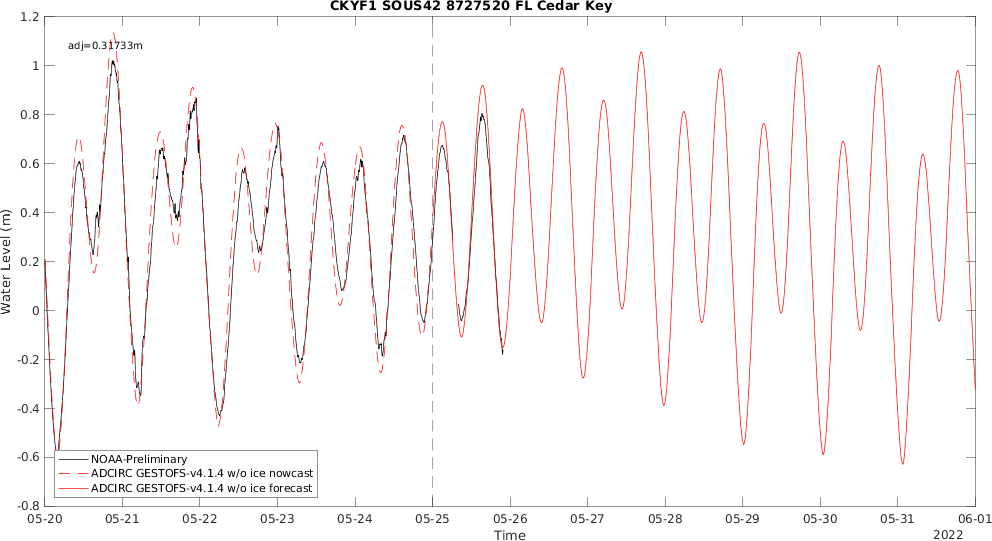 CKYF1 SOUS42 8727520 FL Cedar Key
1.2
adj=0.31733m
1
0.8
0.6
0.4
0.2
0
-0.2
-0.4
-0.6
-0.8
Water Level (m)
NOAA-Preliminary
ADCIRC GESTOFS-v4.1.4 w/o ice nowcast
ADCIRC GESTOFS-v4.1.4 w/o ice forecast
05-20 05-21 05-22 05-23 05-24 05-25 05-26 05-27 05-28 05-29 05-30 05-31 06-01
Time
2022